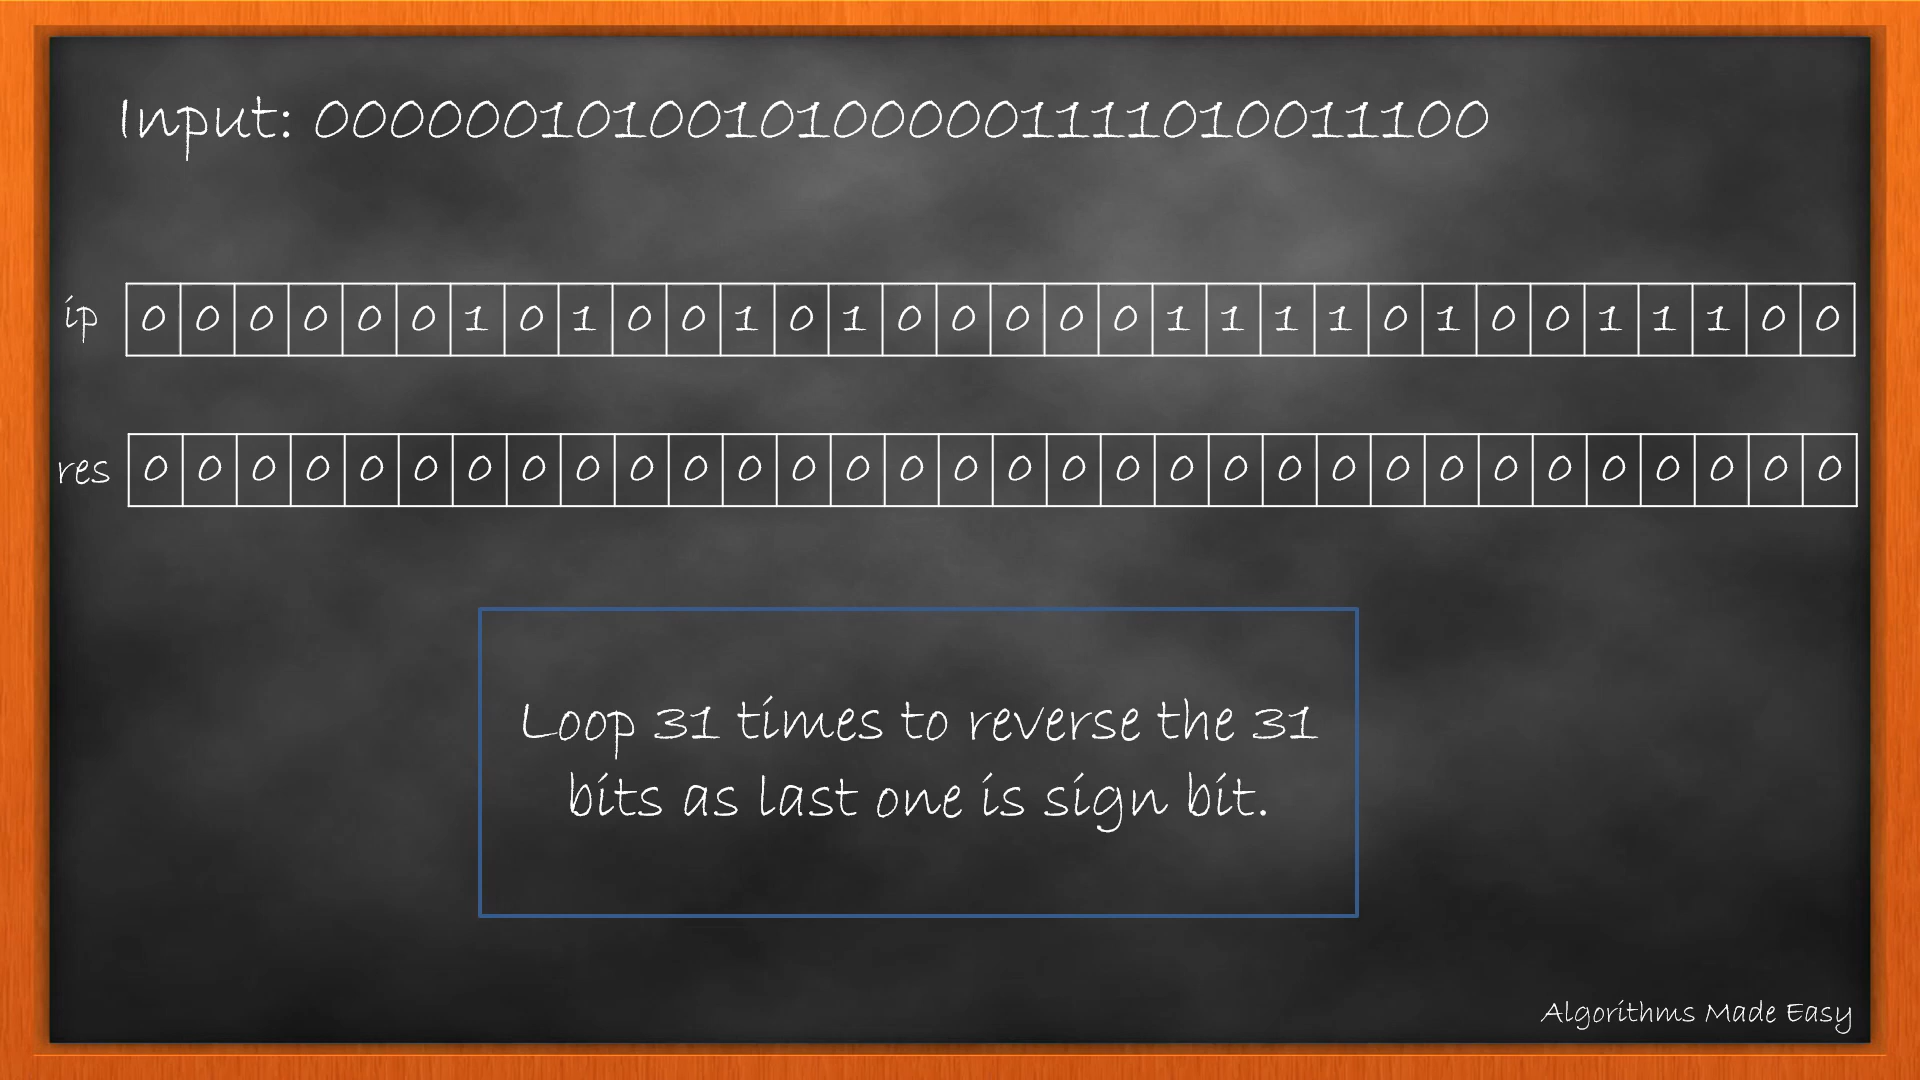 Input: 00000010100101000001111010011100
ip 0 0 0 0 0 0 1 0 1 0 0 1 0 1 0 0 0 0 0 1 1 1 1 0 1 0 0 1 1 1 0 0
res 0 0 0 0 0 0 0 0 0 0 0 0 0 0 0 0 0 0 0 0 0 0 0 0 0 0 0 0 0 0 0 0
Loop 31 times to reverse the 31
bits as last one is sign bit.
Algorithms Made Easy